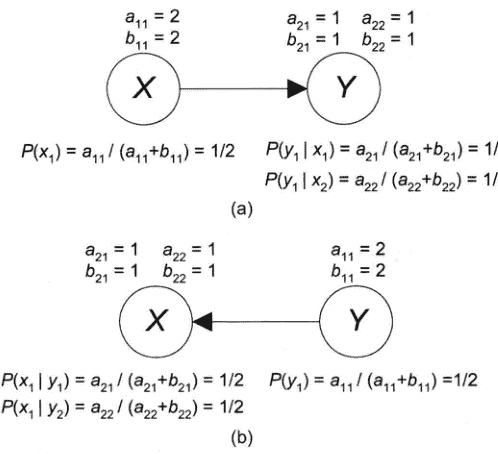 a₁₁ = 2 a₂₁ = 1 a₂₂ = 1
b₁₁ = 2 b₂₁ = 1 b₂₂ = 1
X Y
P(x₁) = a₁₁ / (a₁₁+b₁₁) = 1/2 P(y₁ | x₁) = a₂₁ / (a₂₁+b₂₁) = 1/
P(y₁ | x₂) = a₂₂ / (a₂₂+b₂₂) = 1/
(a)
a₂₁ = 1 a₂₂ = 1 a₁₁ = 2
b₂₁ = 1 b₂₂ = 1 b₁₁ = 2
X Y
P(x₁ | y₁) = a₂₁ / (a₂₁+b₂₁) = 1/2 P(y₁) = a₁₁ / (a₁₁+b₁₁) =1/2
P(x₁ | y₂) = a₂₂ / (a₂₂+b₂₂) = 1/2
(b)